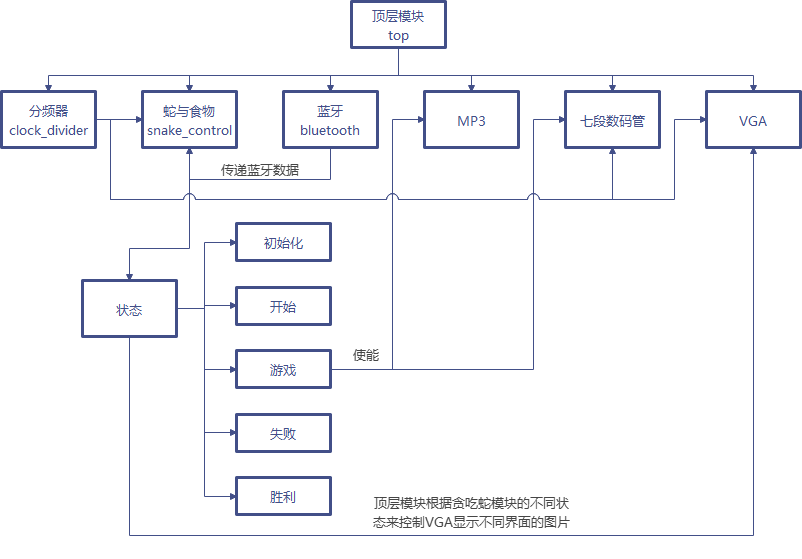 顶层模块
top
分频器
clock_divider
蛇与食物
snake_control
蓝牙
bluetooth
MP3
七段数码管
VGA
传递蓝牙数据
初始化
状态
开始
使能
游戏
失败
胜利
顶层模块根据贪吃蛇模块的不同状
态来控制VGA显示不同界面的图片